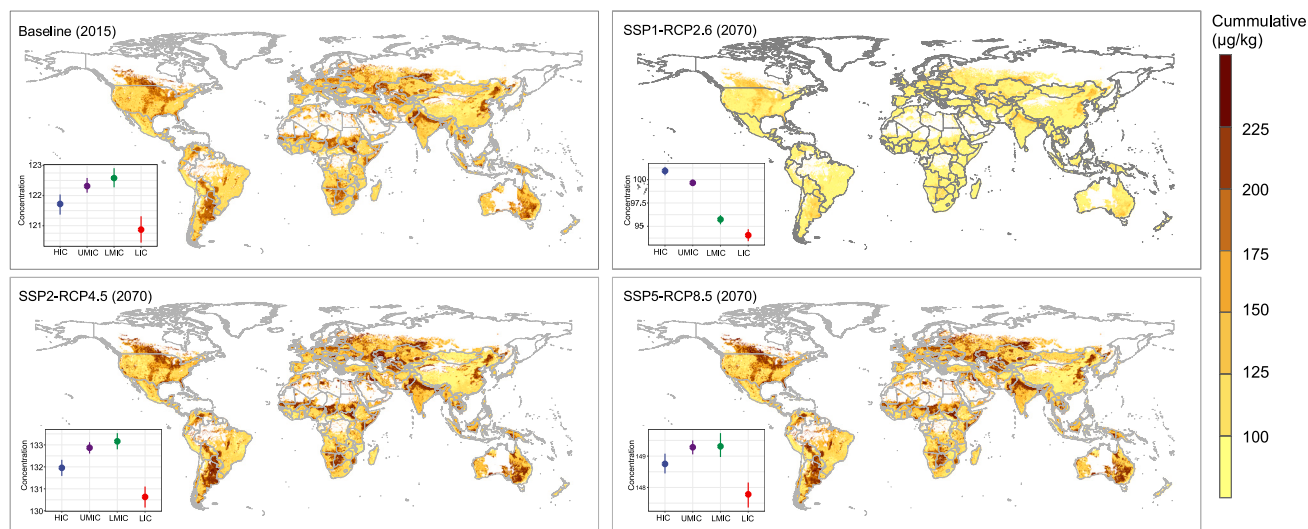 Baseline (2015)
Concentration
123
122
121
HIC UMIC LMIC LIC
SSP1-RCP2.6 (2070)
Concentration
100
97.5
95
HIC UMIC LMIC LIC
SSP2-RCP4.5 (2070)
Concentration
133
132
131
130
HIC UMIC LMIC LIC
SSP5-RCP8.5 (2070)
Concentration
149
148
HIC UMIC LMIC LIC
Cummulative
(μg/kg)
225
200
175
150
125
100